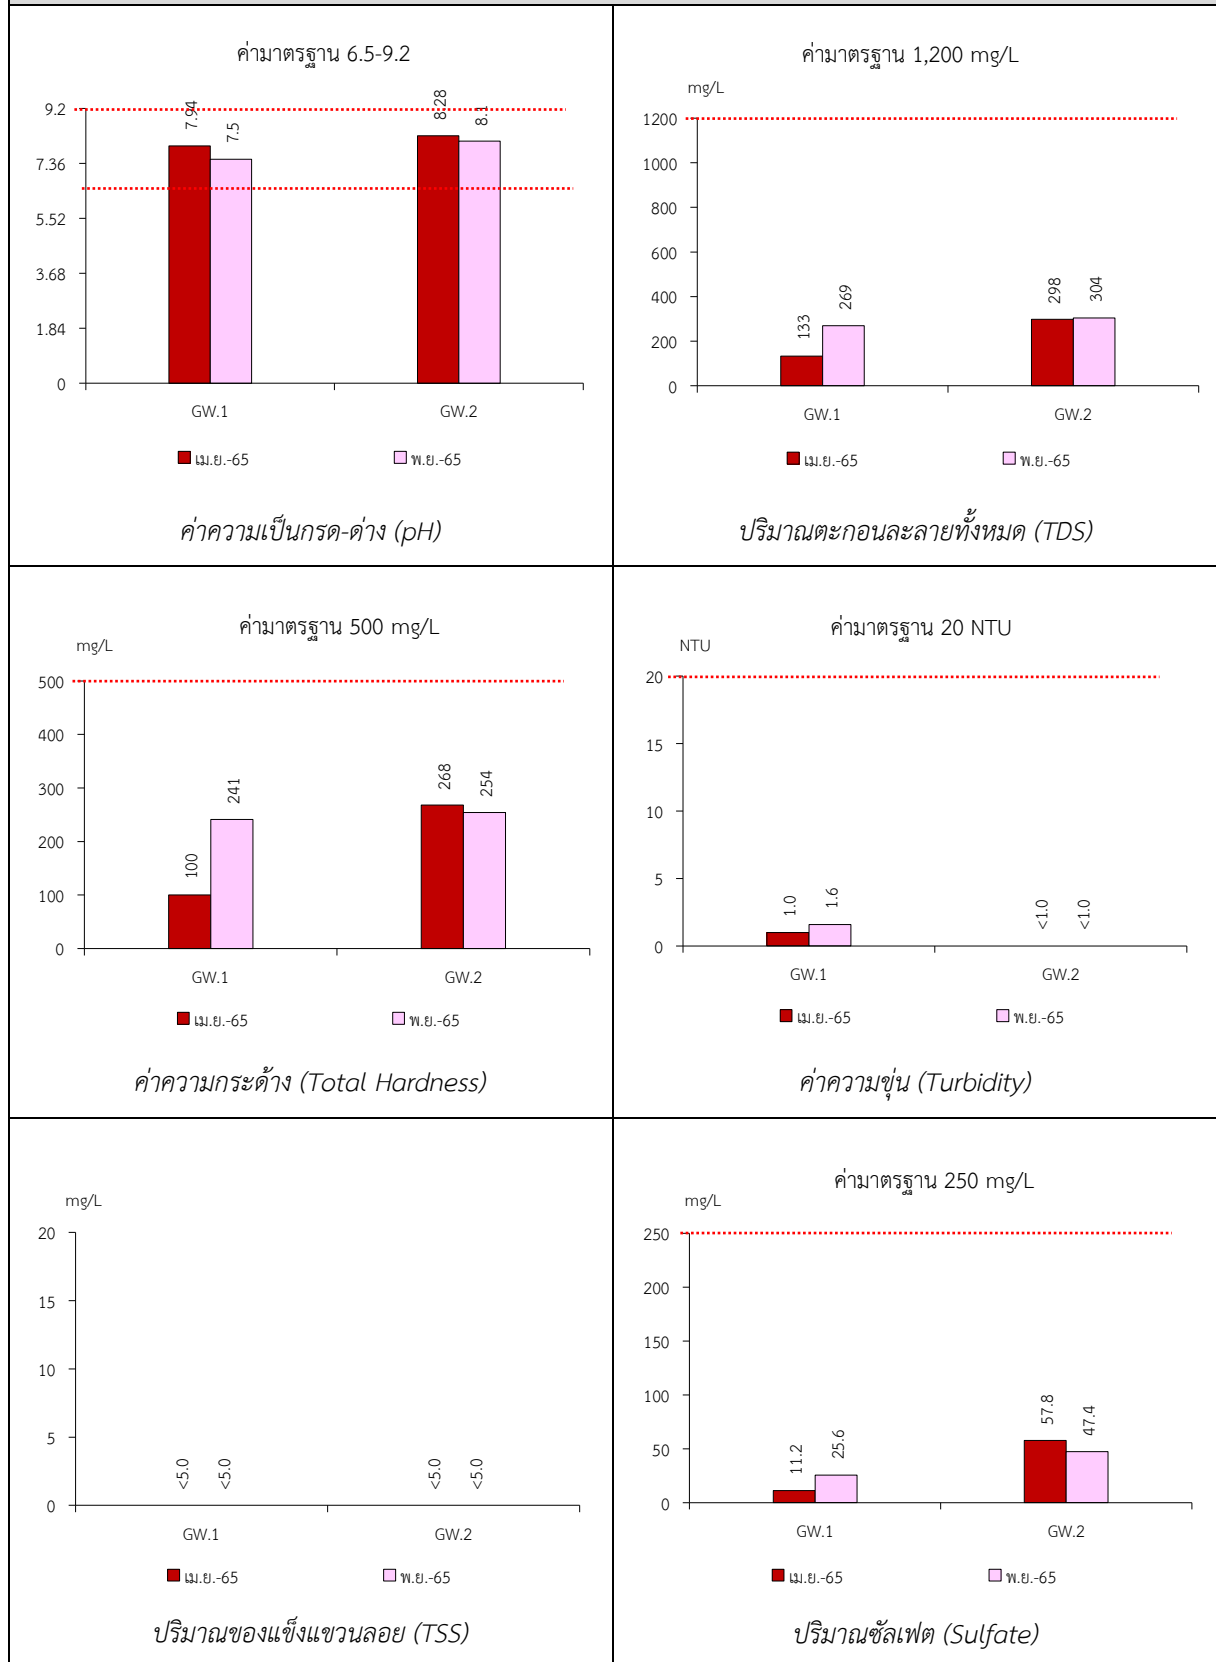 ค่ามาตรฐาน 6.5-9.2
9.2
7.36
5.52
3.68
1.84
0
7.94
7.5
8.28
8.1
GW.1
GW.2
เม.ย.-65
พ.ย.-65
ค่าความเป็นกรด-ด่าง (pH)
ค่ามาตรฐาน 1,200 mg/L
mg/L
1200
1000
800
600
400
200
0
133
269
298
304
GW.1
GW.2
เม.ย.-65
พ.ย.-65
ปริมาณตะกอนละลายทั้งหมด (TDS)
ค่ามาตรฐาน 500 mg/L
mg/L
500
400
300
200
100
0
100
241
268
254
GW.1
GW.2
เม.ย.-65
พ.ย.-65
ค่าความกระด้าง (Total Hardness)
ค่ามาตรฐาน 20 NTU
NTU
20
15
10
5
0
1.0
1.6
<1.0
<1.0
GW.1
GW.2
เม.ย.-65
พ.ย.-65
ค่าความขุ่น (Turbidity)
mg/L
20
15
10
5
0
<5.0
<5.0
<5.0
<5.0
GW.1
GW.2
เม.ย.-65
พ.ย.-65
ปริมาณของแข็งแขวนลอย (TSS)
ค่ามาตรฐาน 250 mg/L
mg/L
250
200
150
100
50
0
11.2
25.6
57.8
47.4
GW.1
GW.2
เม.ย.-65
พ.ย.-65
ปริมาณซัลเฟต (Sulfate)